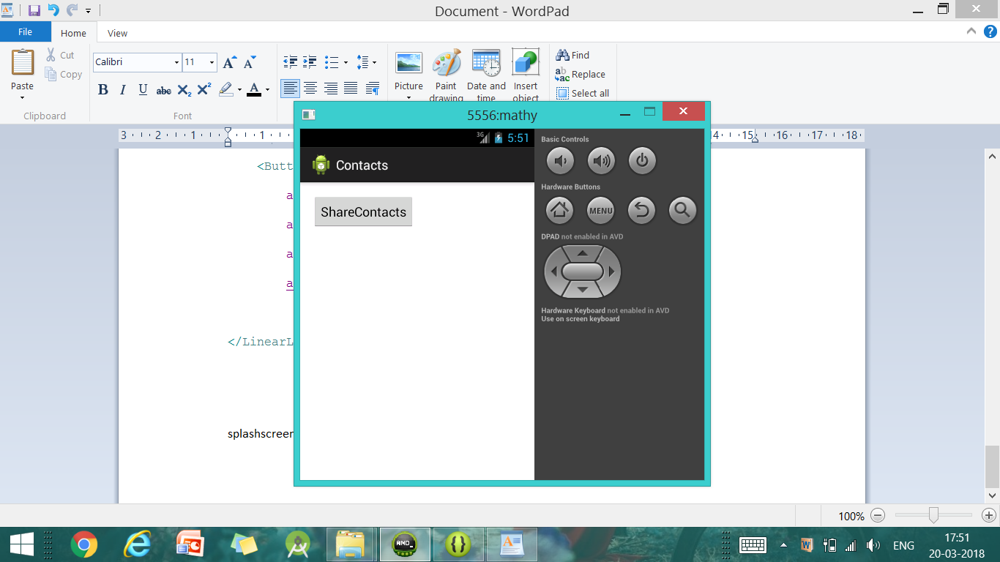 Document - WordPad
File
Home
View
Paste
Cut
Copy
Clipboard
Calibri
11
B I U abc X2 X2 A
Font
Picture
Paint drawing
Date and time
Insert object
Find
Replace
Select all
3 2 1 1 14 15 16 17 18
<Butt
a
a
a
a
</LinearL
splashscreen
5556:mathy
3G 5:51
Contacts
ShareContacts
Basic Controls
Hardware Buttons
MENU
DPAD not enabled in AVD
Hardware Keyboard not enabled in AVD
Use on screen keyboard
100%
ENG
17:51
20-03-2018